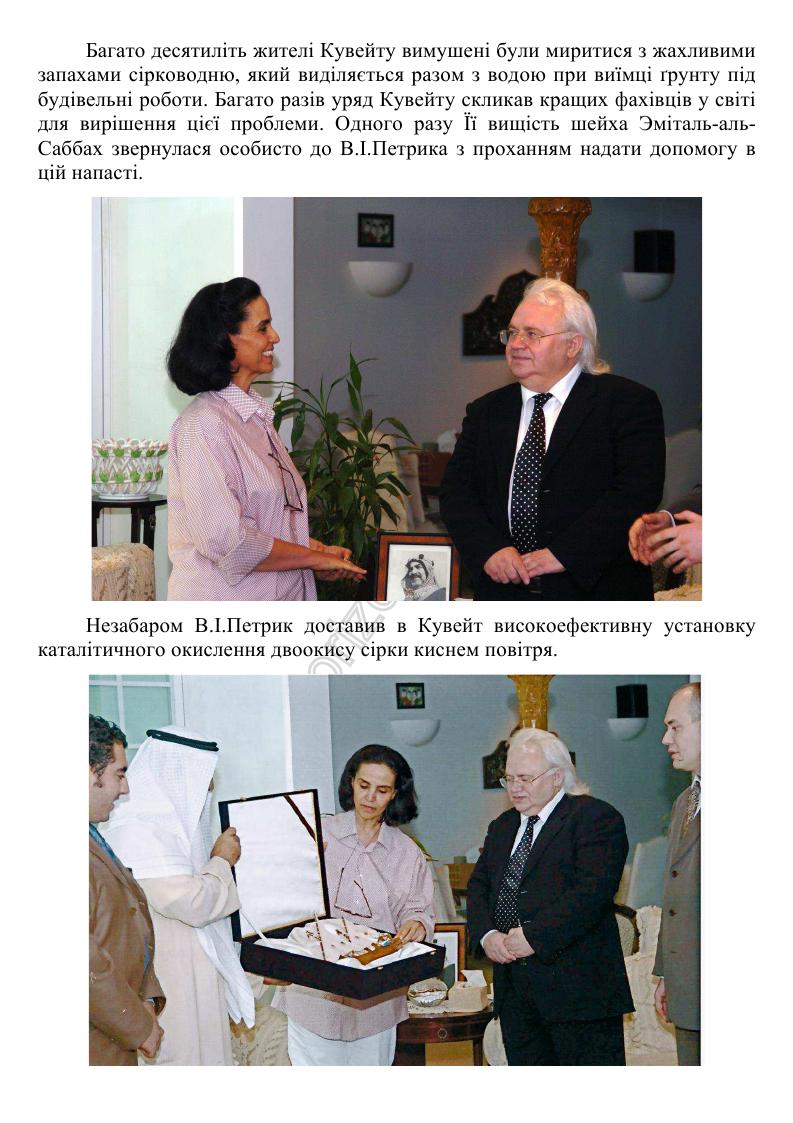 Багато десятиліть жителі Кувейту вимушені були миритися з жахливими
запахами сірководню, який виділяється разом з водою при виїмці ґрунту під
будівельні роботи. Багато разів уряд Кувейту скликав кращих фахівців у світі
для вирішення цієї проблеми. Одного разу Її вищість шейха Эміталь-аль-
Саббах звернулася особисто до В.І.Петрика з проханням надати допомогу в
цій напасті.
Незабаром В.І.Петрик доставив в Кувейт високоефективну установку
каталітичного окислення двоокису сірки киснем повітря.